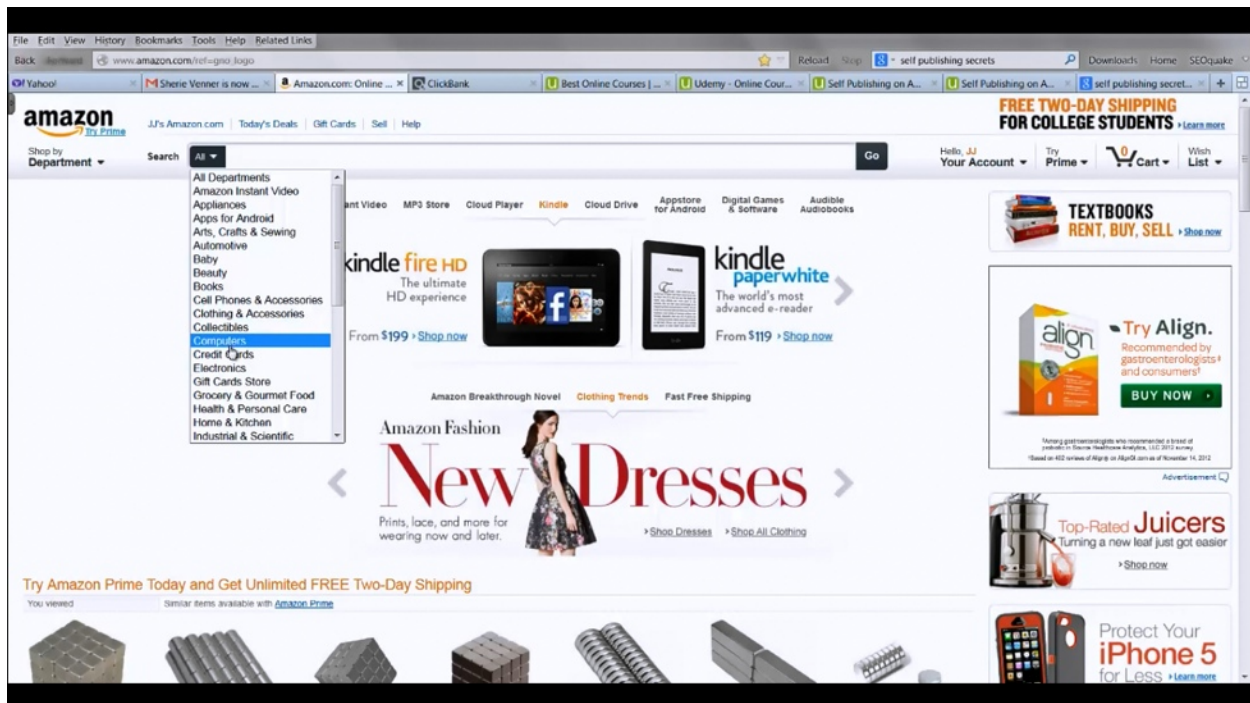 File Edit View History Bookmarks Tools Help Related Links
Back www.amazon.com/ref=gno_logo Reload Stop self publishing secrets Downloads Home SEOquake
Yahoo! Sherie Venner is now ... Amazon.com: Online ... ClickBank Best Online Courses | ... Udemy - Online Cour... Self Publishing on A... Self Publishing on A... self publishing secret...
amazon
Try Prime
JJ's Amazon.com Today's Deals Gift Cards Sell Help
FREE TWO-DAY SHIPPING
FOR COLLEGE STUDENTS Learn more
Shop by
Department
Search All Go
Hello, JJ
Your Account
Try
Prime
0
Cart
Wish
List
All Departments
Amazon Instant Video
Appliances
Apps for Android
Arts, Crafts & Sewing
Automotive
Baby
Beauty
Books
Cell Phones & Accessories
Clothing & Accessories
Collectibles
Computers
Credit Cards
Electronics
Gift Cards Store
Grocery & Gourmet Food
Health & Personal Care
Home & Kitchen
Industrial & Scientific
ant Video MP3 Store Cloud Player Kindle Cloud Drive Appstore for Android Digital Games & Software Audible Audiobooks
kindle fire HD
The ultimate
HD experience
From $199 Shop now
kindle
paperwhite
The world's most
advanced e-reader
From $119 Shop now
TEXTBOOKS
RENT, BUY, SELL Shop now
align
Try Align.
Recommended by
gastroenterologists†
and consumers†
BUY NOW
Advertisement
Amazon Breakthrough Novel Clothing Trends Fast Free Shipping
Amazon Fashion
New Dresses
Prints, lace, and more for
wearing now and later.
Shop Dresses Shop All Clothing
Top-Rated Juicers
Turning a new leaf just got easier
Shop now
Try Amazon Prime Today and Get Unlimited FREE Two-Day Shipping
You viewed Similar items available with Amazon Prime
Protect Your
iPhone 5
for Less Learn more